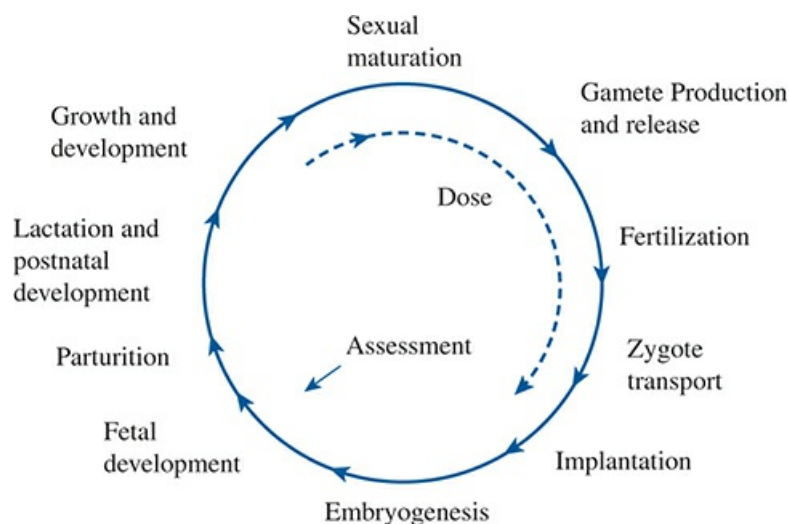 Sexual
maturation
Gamete Production
and release
Growth and
development
Dose
Lactation and
postnatal
development
Fertilization
Assessment
Parturition
Zygote
transport
Fetal
development
Implantation
Embryogenesis